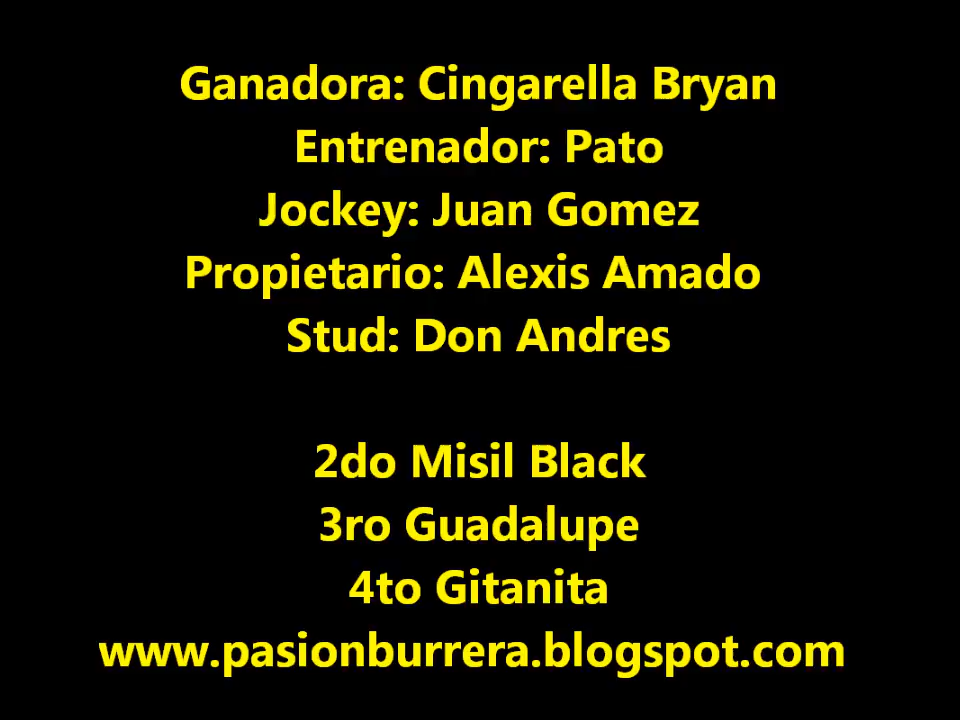 Ganadora: Cingarella Bryan
Entrenador: Pato
Jockey: Juan Gomez
Propietario: Alexis Amado
Stud: Don Andres
2do Misil Black
3ro Guadalupe
4to Gitanita
www.pasionburrera.blogspot.com